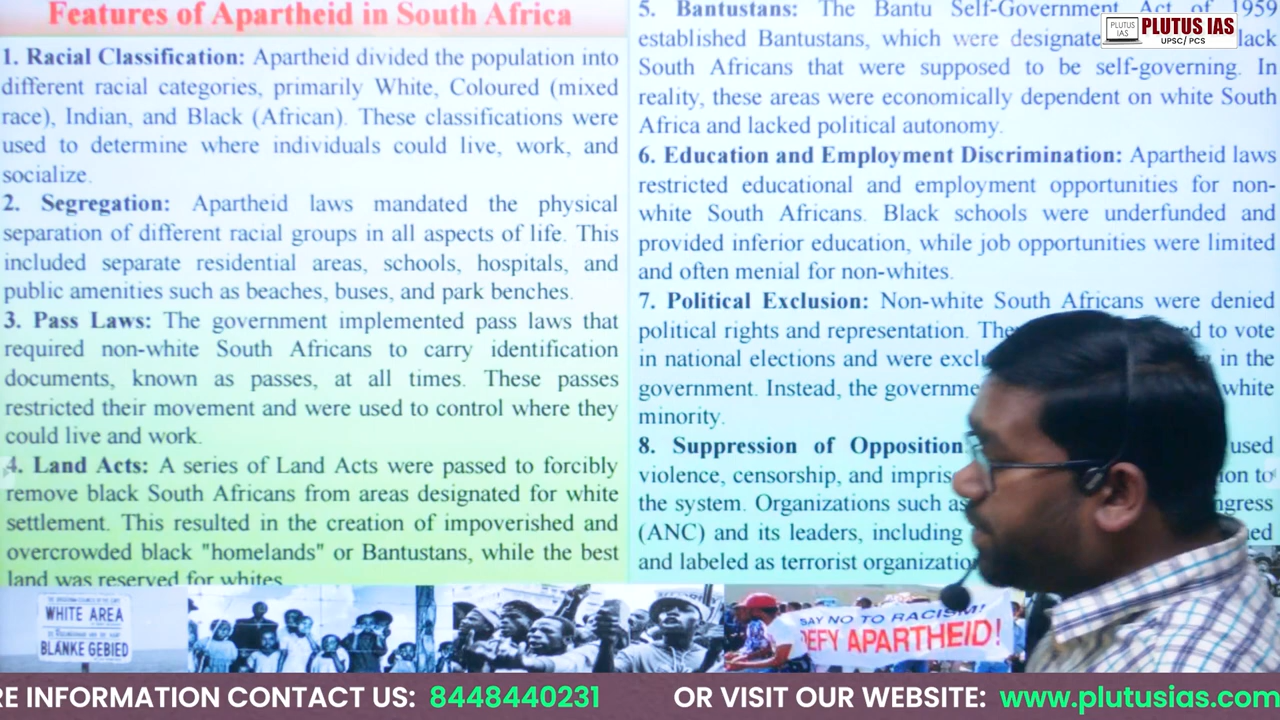 Features of Apartheid in South Africa
1. Racial Classification: Apartheid divided the population into
different racial categories, primarily White, Coloured (mixed
race), Indian, and Black (African). These classifications were
used to determine where individuals could live, work, and
socialize.
2. Segregation: Apartheid laws mandated the physical
separation of different racial groups in all aspects of life. This
included separate residential areas, schools, hospitals, and
public amenities such as beaches, buses, and park benches.
3. Pass Laws: The government implemented pass laws that
required non-white South Africans to carry identification
documents, known as passes, at all times. These passes
restricted their movement and were used to control where they
could live and work.
4. Land Acts: A series of Land Acts were passed to forcibly
remove black South Africans from areas designated for white
settlement. This resulted in the creation of impoverished and
overcrowded black "homelands" or Bantustans, while the best
land was reserved for whites
5. Bantustans: The Bantu Self-Government Act of 1959
established Bantustans, which were
South Africans that were supposed to be self-governing. In
reality, these areas were economically dependent on white South
Africa and lacked political autonomy.
6. Education and Employment Discrimination: Apartheid laws
restricted educational and employment opportunities for non-
white South Africans. Black schools were underfunded and
provided inferior education, while job opportunities were limited
and often menial for non-whites.
7. Political Exclusion: Non-white South Africans were denied
political rights and representation. to vote
in national elections and were in the
government. Instead, the white
minority.
8. Suppression of Opposition used
violence, censorship, and to
the system. Organizations such as
(ANC) and its leaders, including
and labeled as terrorist
PLUTUS IAS
PLUTUS IAS
UPSC/ PCS
WHITE AREA
BLANKE GEBIED
SAY NO TO RACISM!
DEFY APARTHEID!
RE INFORMATION CONTACT US: 8448440231 OR VISIT OUR WEBSITE: www.plutusias.com